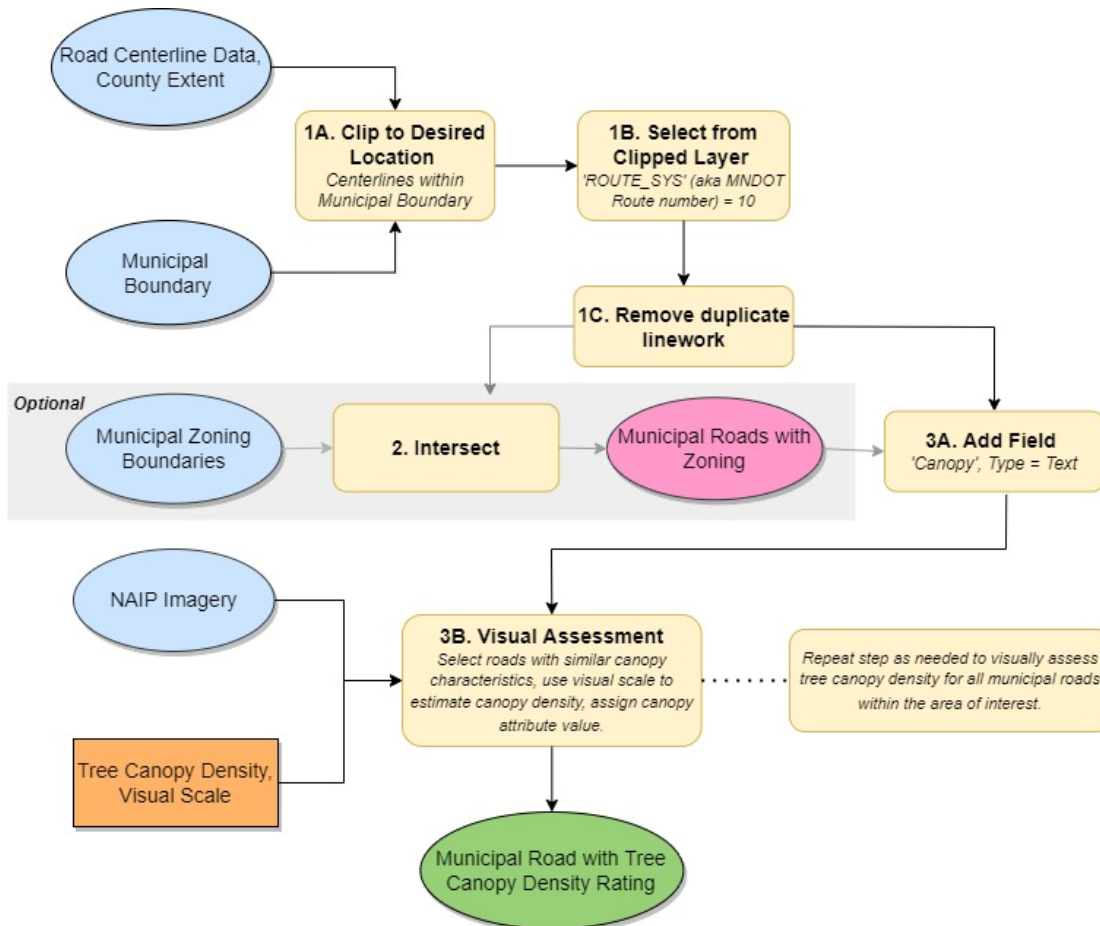 Road Centerline Data,
County Extent
1A. Clip to Desired
Location
Centerlines within
Municipal Boundary
1B. Select from
Clipped Layer
'ROUTE_SYS' (aka MNDOT
Route number) = 10
Municipal
Boundary
1C. Remove duplicate
linework
Optional
Municipal Zoning
Boundaries
2. Intersect
Municipal Roads with
Zoning
3A. Add Field
'Canopy', Type = Text
NAIP Imagery
3B. Visual Assessment
Select roads with similar canopy
characteristics, use visual scale to
estimate canopy density, assign canopy
attribute value.
Repeat step as needed to visually assess
tree canopy density for all municipal roads
within the area of interest.
Tree Canopy Density,
Visual Scale
Municipal Road with Tree
Canopy Density Rating